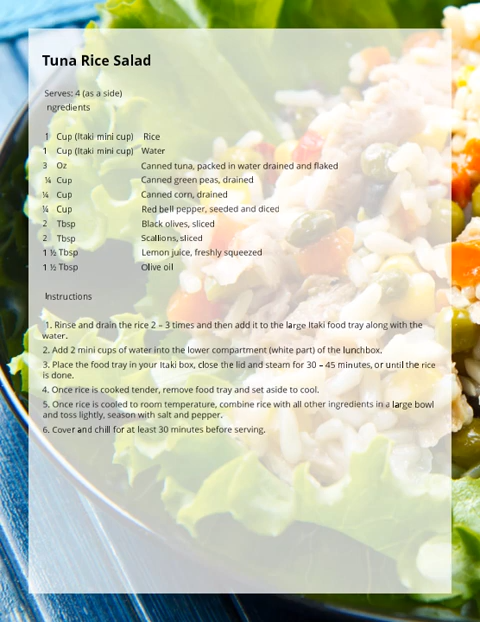 Tuna Rice Salad
Serves: 4 (as a side)
ngredients
1 Cup (Itaki mini cup) Rice
1 Cup (Itaki mini cup) Water
3 Oz Canned tuna, packed in water drained and flaked
¼ Cup Canned green peas, drained
¼ Cup Canned corn, drained
¼ Cup Red bell pepper, seeded and diced
2 Tbsp Black olives, sliced
2 Tbsp Scallions, sliced
1 ½ Tbsp Lemon juice, freshly squeezed
1 ½ Tbsp Olive oil
Instructions
1. Rinse and drain the rice 2 – 3 times and then add it to the large Itaki food tray along with the
water.
2. Add 2 mini cups of water into the lower compartment (white part) of the lunchbox.
3. Place the food tray in your Itaki box, close the lid and steam for 30 – 45 minutes, or until the rice
is done.
4. Once rice is cooked tender, remove food tray and set aside to cool.
5. Once rice is cooled to room temperature, combine rice with all other ingredients in a large bowl
and toss lightly, season with salt and pepper.
6. Cover and chill for at least 30 minutes before serving.